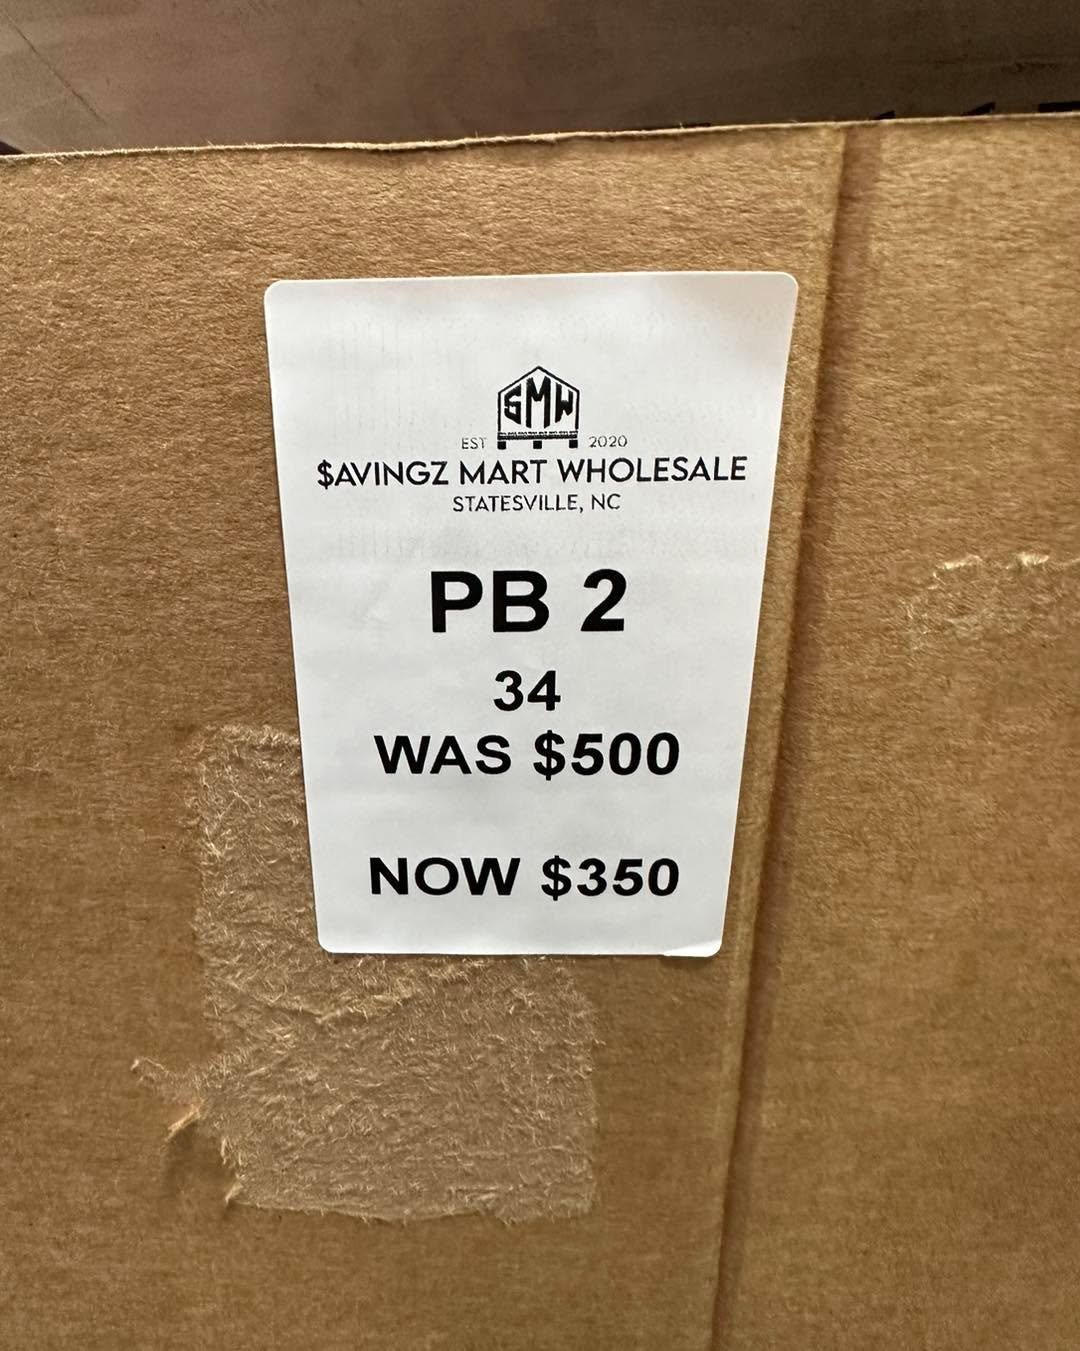 SMW
EST 2020
$AVINGZ MART WHOLESALE
STATESVILLE, NC
PB 2
34
WAS $500
NOW $350